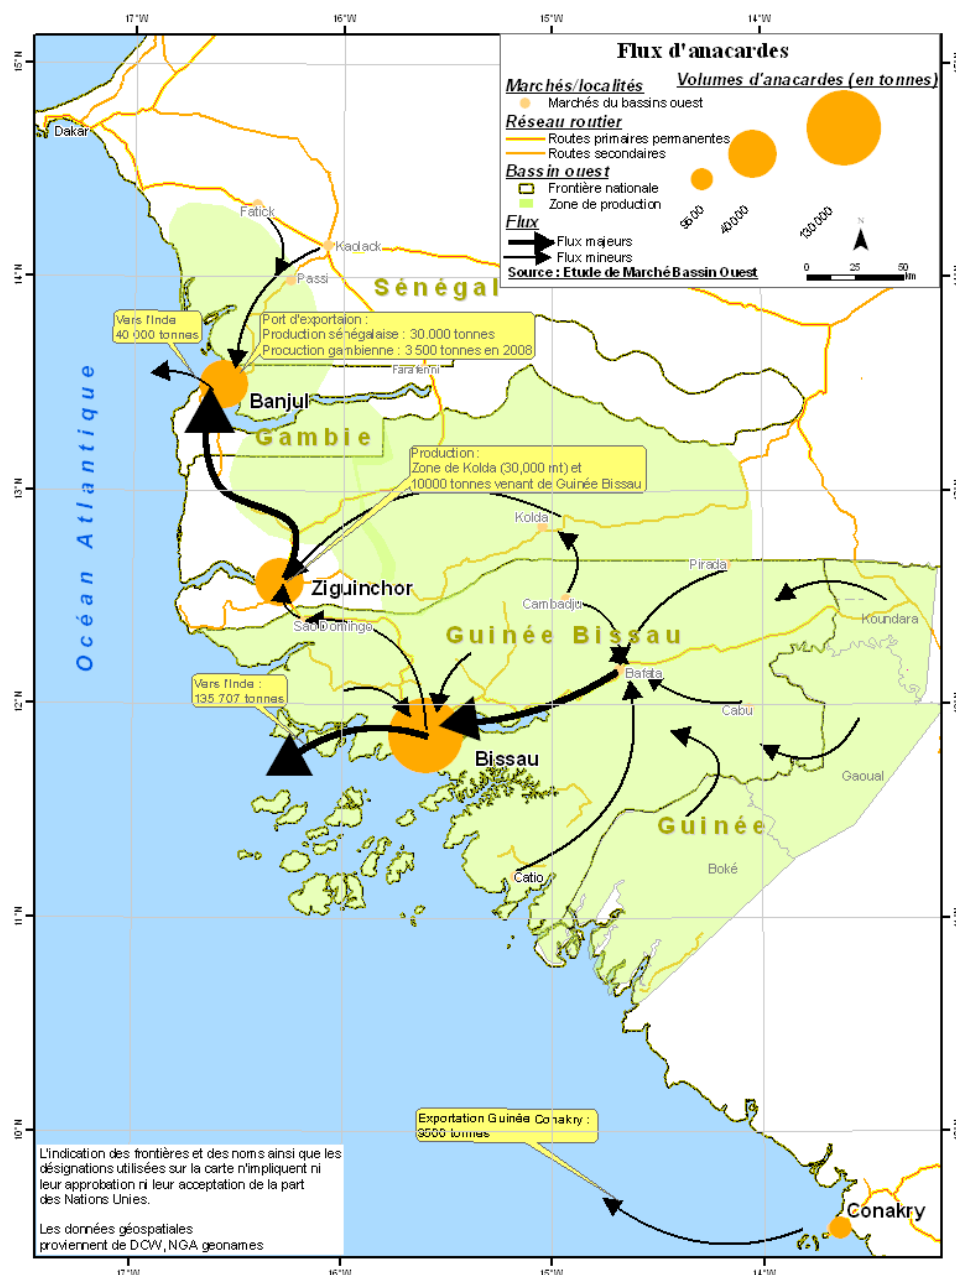 17°W 16°W 15°W 14°W
Flux d'anacardes
Marchés/localités
Marchés du bassins ouest
Réseau routier
Routes primaires permanentes
Routes secondaires
Bassin ouest
Frontière nationale
Zone de production
Flux
Flux majeurs
Flux mineurs
Source : Etude de Marché Bassin Ouest
Volumes d'anacardes (en tonnes)
40000
130000
N
0 25 50
km
15°N
Dakar
Fatick
Kaolack
14°N
Passi
Sénégal
Vers l'Inde
40 000 tonnes
Port d'exportaion :
Production sénégalaise : 30.000 tonnes
Procuction gambienne : 3 500 tonnes en 2008
Farafenni
Banjul
Gambie
Océan Atlantique
Production :
Zone de Kolda (30,000 mt) et
10000 tonnes venant de Guinée Bissau
13°N
Kolda
Pirada
Ziguinchor
Cambadju
Koundara
Sao Domingo
Guinée Bissau
Bafata
Vers l'Inde :
135 707 tonnes
12°N
Cabu
Bissau
Gaoual
Guinée
Boké
Catio
11°N
Exportation Guinée Conakry :
tonnes
10°N
L'indication des frontières et des noms ainsi que les
désignations utilisées sur la carte n'impliquent ni
leur approbation ni leur acceptation de la part
des Nations Unies.
Les données géospatiales
proviennent de DCW, NGA geonames
Conakry
17°W 16°W 15°W 14°W